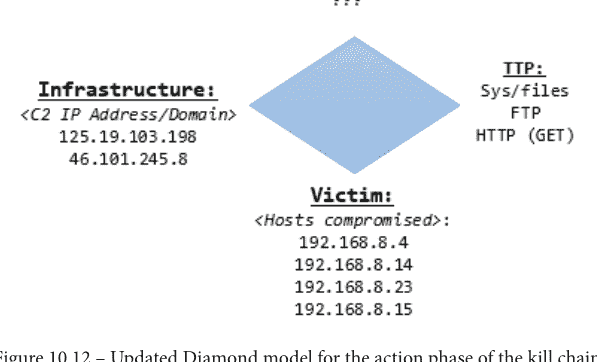 ???
Infrastructure:
<C2 IP Address/Domain>
125.19.103.198
46.101.245.8
TTP:
Sys/files
FTP
HTTP (GET)
Victim:
<Hosts compromised>:
192.168.8.4
192.168.8.14
192.168.8.23
192.168.8.15
Figure 10.12 – Updated Diamond model for the action phase of the kill chain